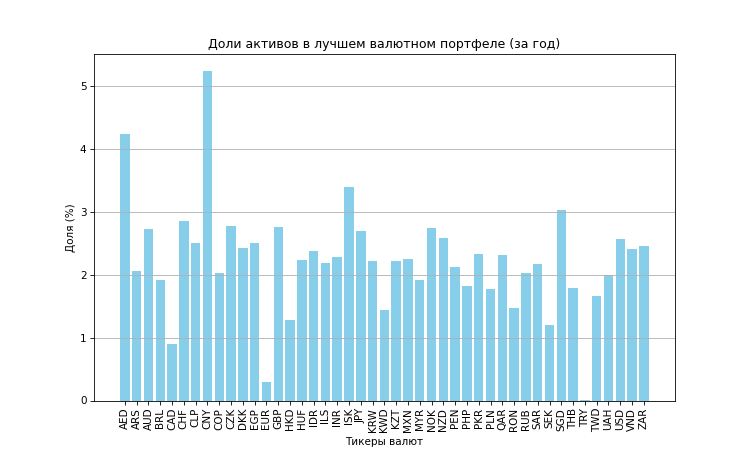 Доли активов в лучшем валютном портфеле (за год)
Доля (%)
5
4
3
2
1
0
AED ARS AUD BRL CAD CHF CLP CNY COP CZK DKK EGP EUR GBP HKD HUF IDR ILS INR ISK JPY KRW KWD KZT MXN MYR NOK NZD PEN PHP PKR PLN QAR RON RUB SAR SEK SGD THB TRY TWD UAH USD VND ZAR
Тикеры валют